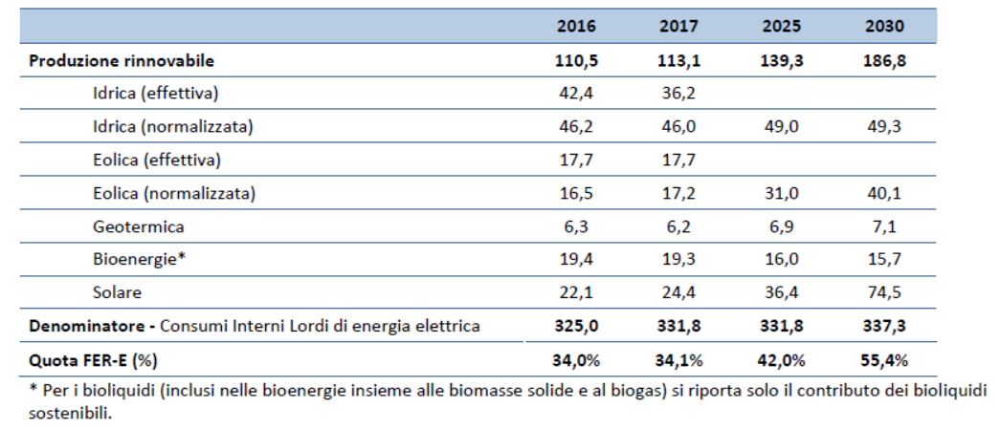 2016 2017 2025 2030
Produzione rinnovabile 110,5 113,1 139,3 186,8
Idrica (effettiva) 42,4 36,2
Idrica (normalizzata) 46,2 46,0 49,0 49,3
Eolica (effettiva) 17,7 17,7
Eolica (normalizzata) 16,5 17,2 31,0 40,1
Geotermica 6,3 6,2 6,9 7,1
Bioenergie* 19,4 19,3 16,0 15,7
Solare 22,1 24,4 36,4 74,5
Denominatore - Consumi Interni Lordi di energia elettrica 325,0 331,8 331,8 337,3
Quota FER-E (%) 34,0% 34,1% 42,0% 55,4%
* Per i bioliquidi (inclusi nelle bioenergie insieme alle biomasse solide e al biogas) si riporta solo il contributo dei bioliquidi
sostenibili.